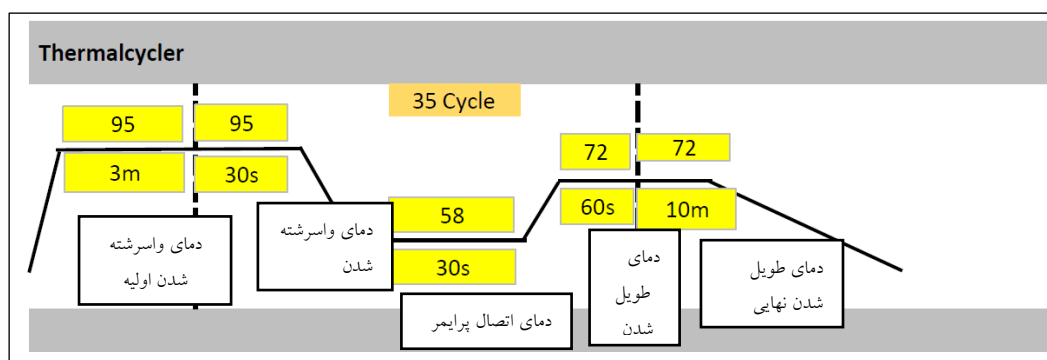 Thermalcycler
35 Cycle
95
95
3m
30s
58
30s
72
72
60s
10m
دمای واسرشته
شدن اولیه
دمای واسرشته
شدن
دمای اتصال پرایمر
دمای
طویل
شدن
دمای طویل
شدن نهایی